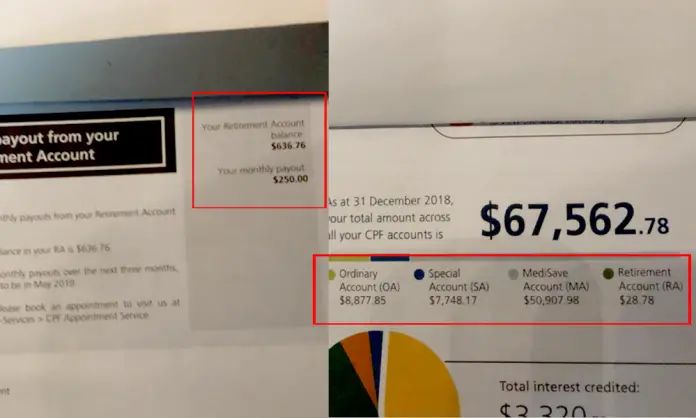 payout from your
ment Account
Your Retirement Account
balance
$636.76
Your monthly payout
$250.00
thly payouts from your Retirement Account
lance in your RA is $636.76.
onthly payouts over the next three months,
to be in May 2019.
lease book an appointment to visit us at
Services > CPF Appointment Service.
As at 31 December 2018,
your total amount across
all your CPF accounts is
$67,562.78
Ordinary
Account (OA)
$8,877.85
Special
Account (SA)
$7,748.17
MediSave
Account (MA)
$50,907.98
Retirement
Account (RA)
$28.78
Total interest credited:
$3,320